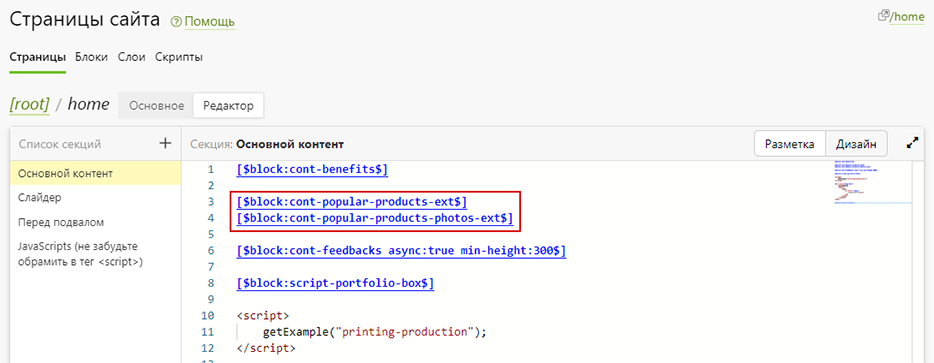 Страницы сайта ? Помощь /home
Страницы Блоки Слои Скрипты
[root] / home Основное Редактор
Список секций + Секция: Основной контент Разметка Дизайн
Основной контент
Слайдер
Перед подвалом
JavaScripts (не забудьте
обрамить в тег <script>)
1 [$block:cont-benefits$]
2
3 [$block:cont-popular-products-ext$]
4 [$block:cont-popular-products-photos-ext$]
5
6 [$block:cont-feedbacks async:true min-height:300$]
7
8 [$block:script-portfolio-box$]
9
10 <script>
11 getExample("printing-production");
12 </script>